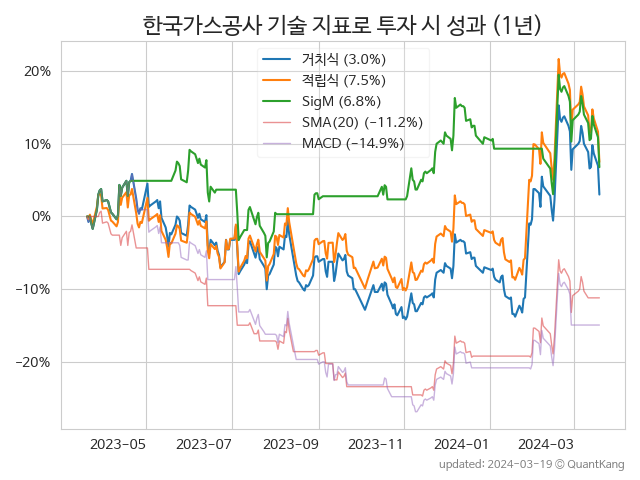 한국가스공사 기술 지표로 투자 시 성과 (1년)
거치식 (3.0%)
적립식 (7.5%)
SigM (6.8%)
SMA(20) (−11.2%)
MACD (−14.9%)
20%
10%
0%
−10%
−20%
2023-05 2023-07 2023-09 2023-11 2024-01 2024-03
updated: 2024-03-19 © QuantKang